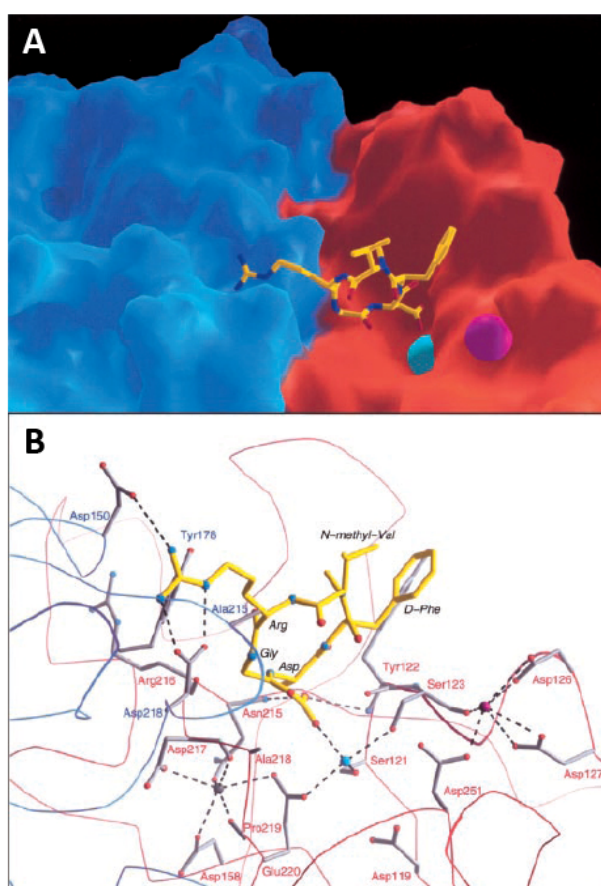 A
B
Asp150
Tyr178
N-methyl-Val
Ala215
D-Phe
Arg
Gly
Asp
Tyr122
Arg216
Ser123
Asp126
Asp218
Asn215
Asp217
Ala218
Ser121
Asp127
Asp251
Pro219
Asp158
Glu220
Asp119